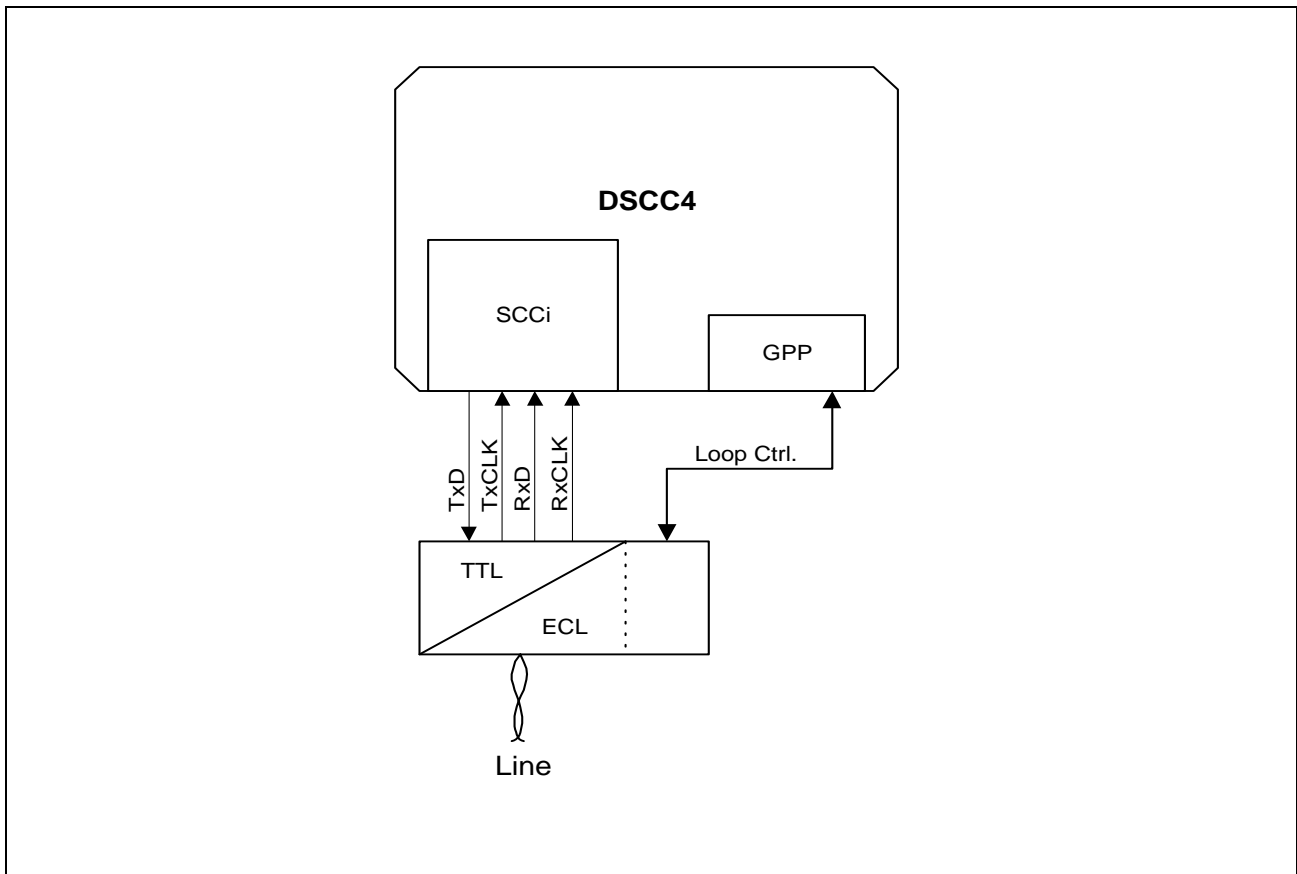 DSCC4
SCCi
GPP
TxD
TxCLK
RxD
RxCLK
Loop Ctrl.
TTL
ECL
Line